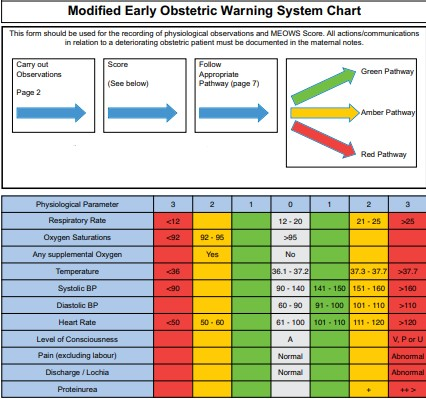 Modified Early Obstetric Warning System Chart
This form should be used for the recording of physiological observations and MEOWS Score. All actions/communications
in relation to a deteriorating obstetric patient must be documented in the maternal notes.
Carry out
Observations
Page 2
Score
(See below)
Follow
Appropriate
Pathway (page 7)
Green Pathway
Amber Pathway
Red Pathway
Physiological Parameter 3 2 1 0 1 2 3
Respiratory Rate <12 12 - 20 21 - 25 >25
Oxygen Saturations <92 92 - 95 >95
Any supplemental Oxygen Yes No
Temperature <36 36.1 - 37.2 37.3 - 37.7 >37.7
Systolic BP <90 90 - 140 141 - 150 151 - 160 >160
Diastolic BP 60 - 90 91 - 100 101 - 110 >110
Heart Rate <50 50 - 60 61 - 100 101 - 110 111 - 120 >120
Level of Consciousness A V, P or U
Pain (excluding labour) Normal Abnormal
Discharge / Lochia Normal Abnormal
Proteinurea + ++ >